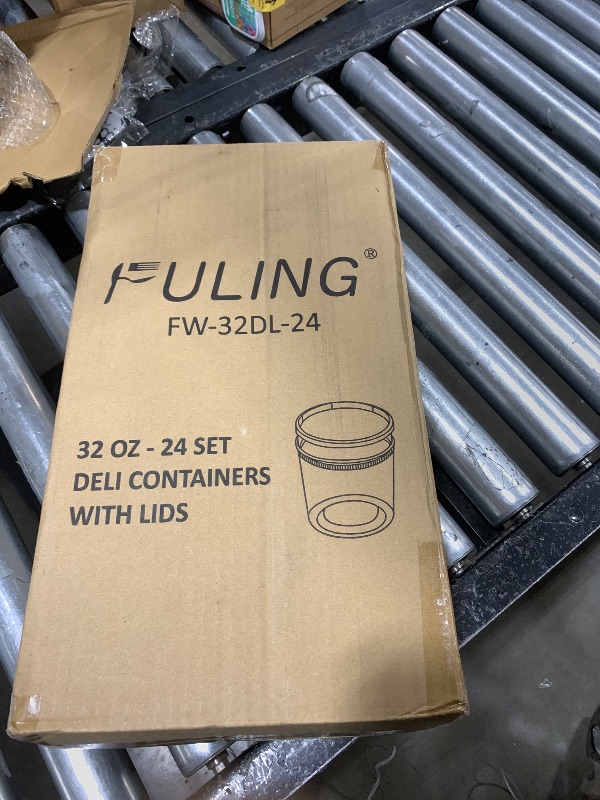 FULING®
FW-32DL-24
32 OZ - 24 SET
DELI CONTAINERS
WITH LIDS